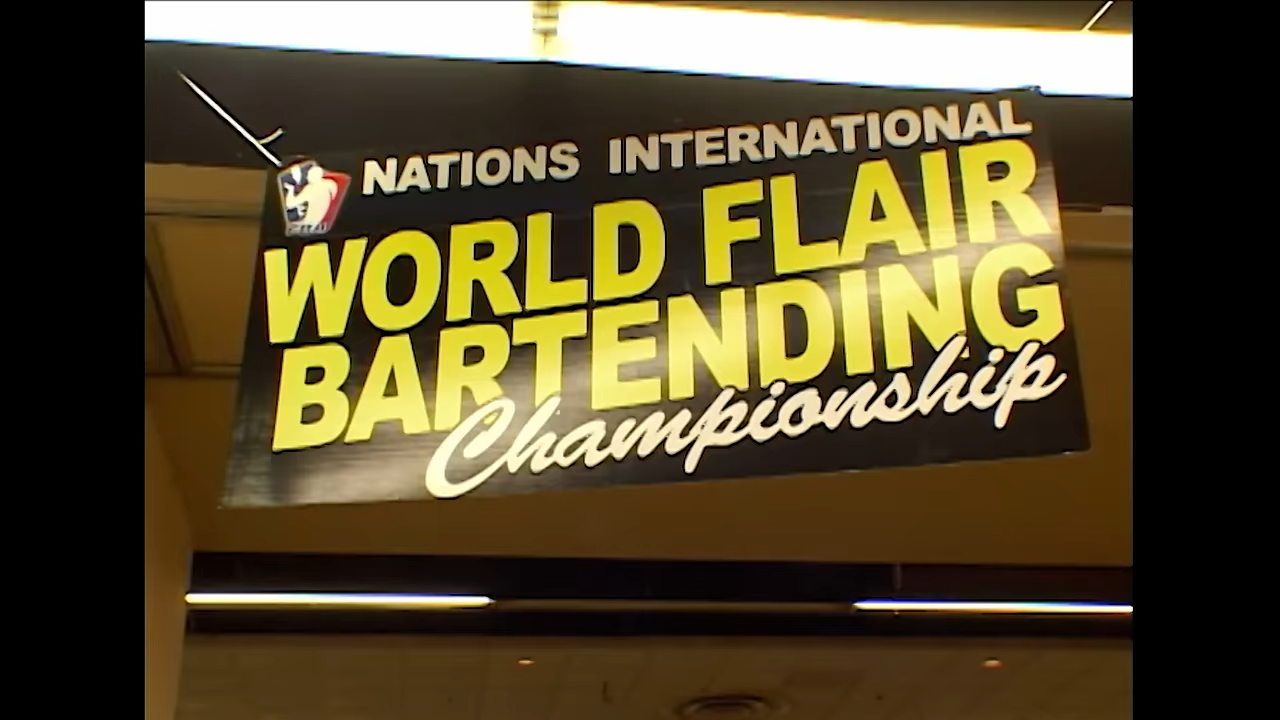 NATIONS INTERNATIONAL
WORLD FLAIR
BARTENDING
Championship